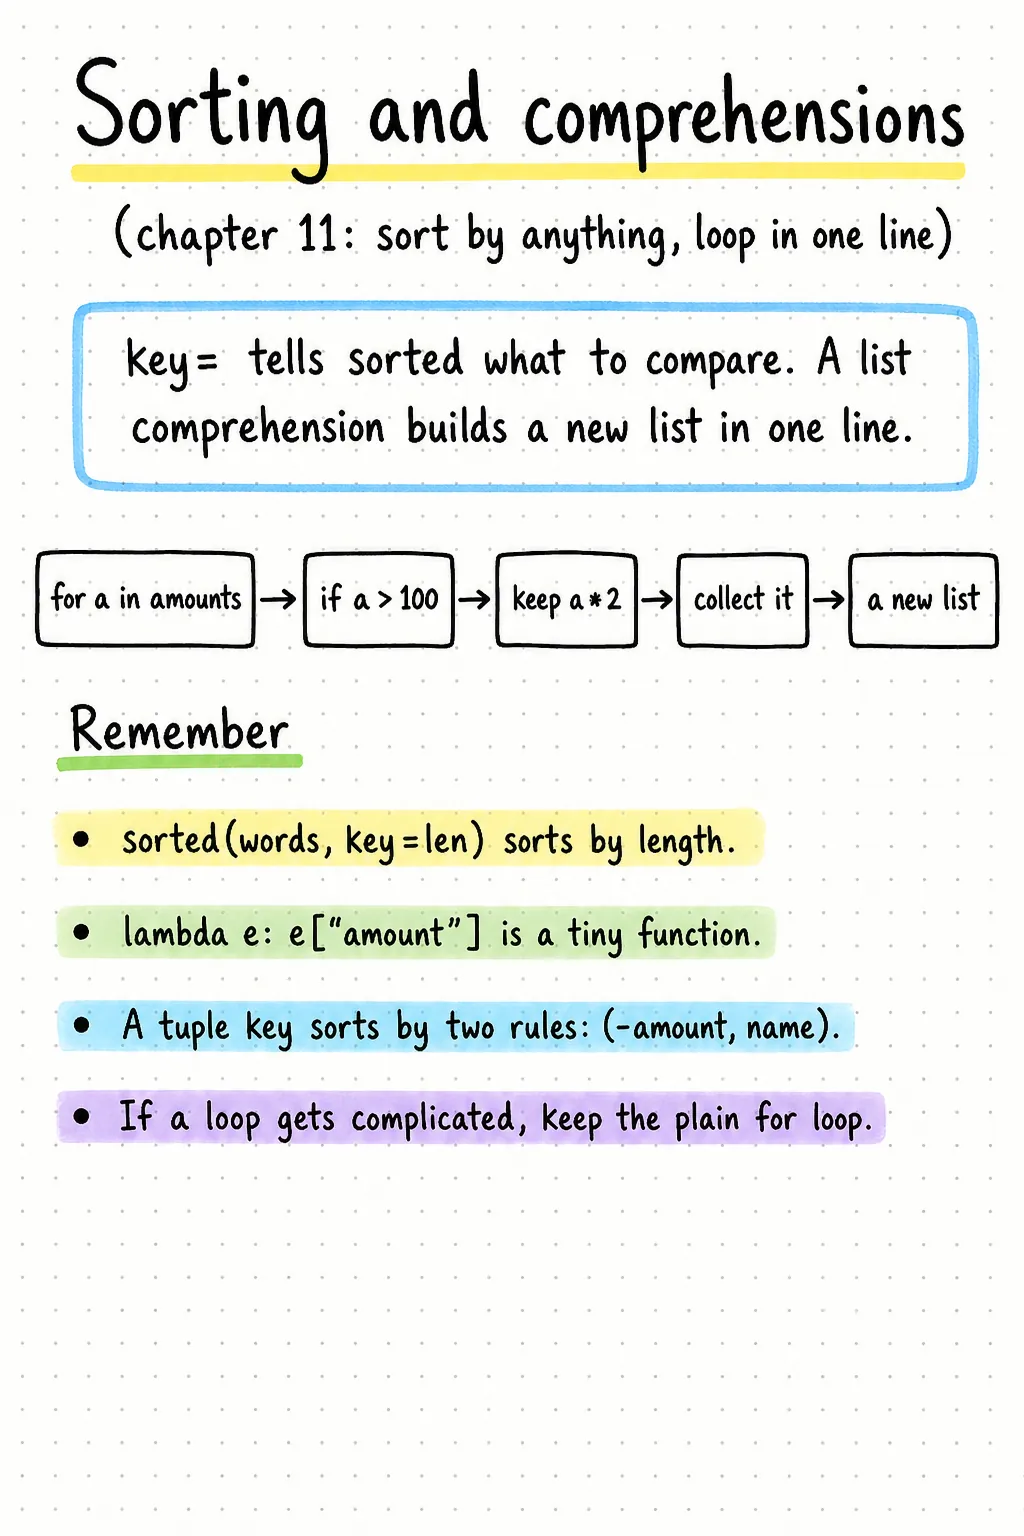 Sorting and comprehensions
(chapter 11: sort by anything, loop in one line)
key= tells sorted what to compare. A list
comprehension builds a new list in one line.
for a in amounts → if a > 100 → keep a * 2 → collect it → a new list
Remember
• sorted(words, key=len) sorts by length.
• lambda e: e["amount"] is a tiny function.
• A tuple key sorts by two rules: (-amount, name).
• If a loop gets complicated, keep the plain for loop.